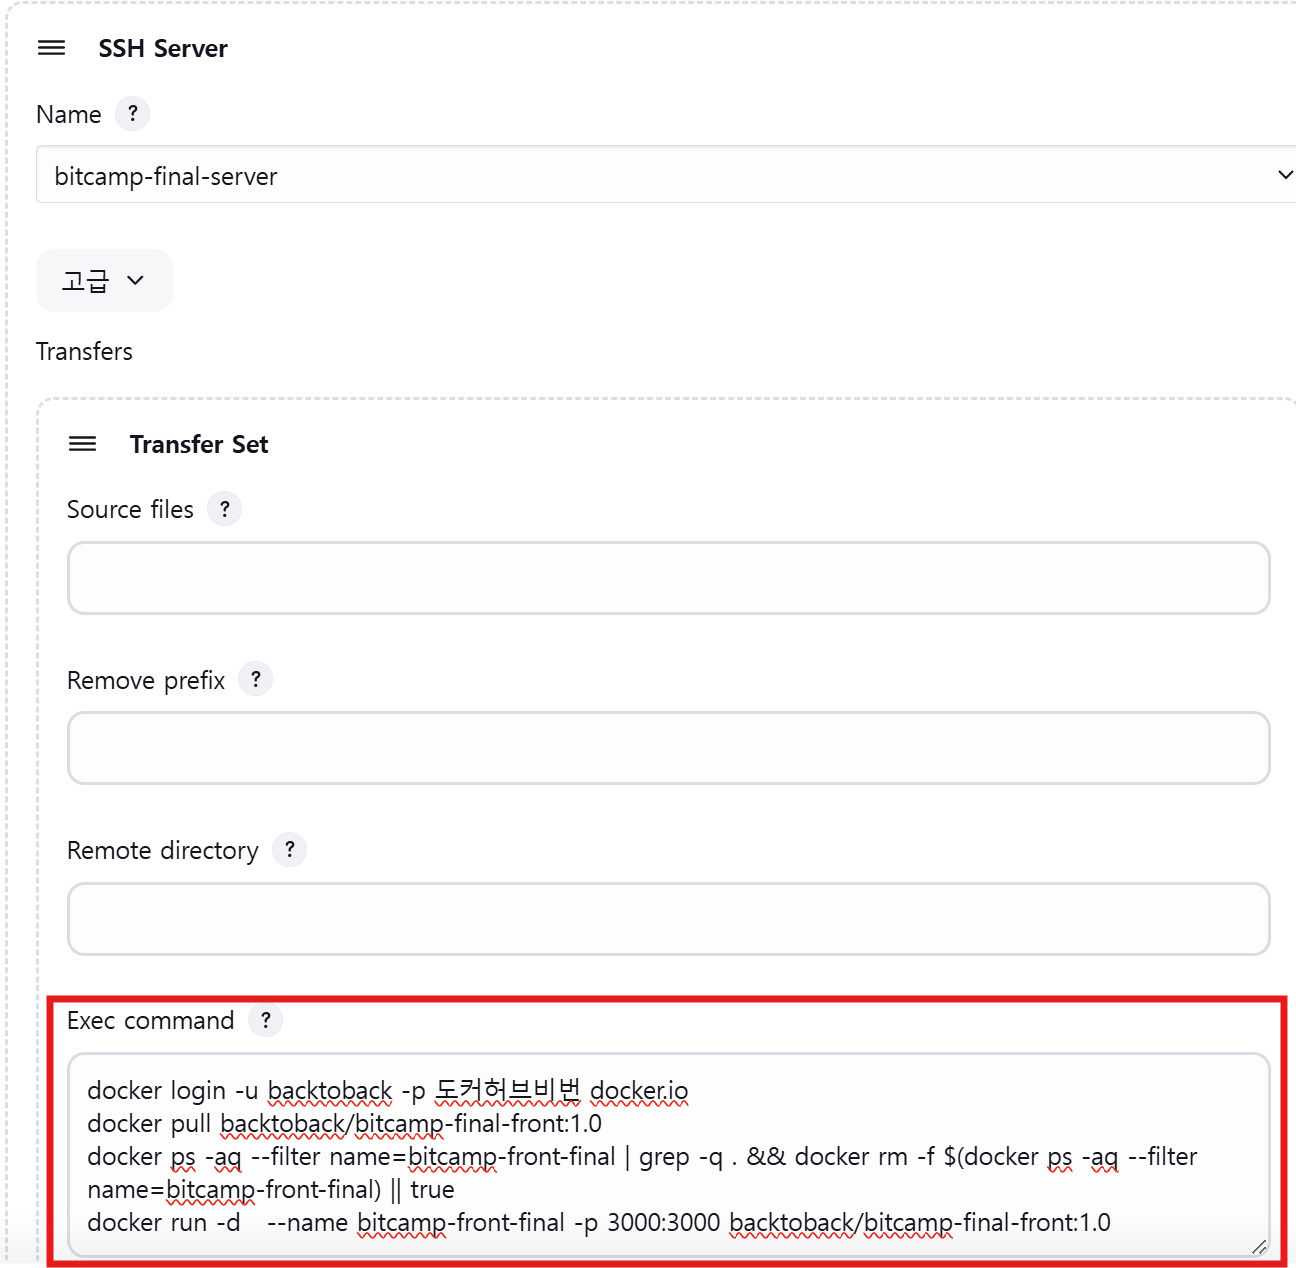 SSH Server
Name ?
bitcamp-final-server
고급
Transfers
Transfer Set
Source files ?
Remove prefix ?
Remote directory ?
Exec command ?
docker login -u backtoback -p 도커허브비번 docker.io
docker pull backtoback/bitcamp-final-front:1.0
docker ps -aq --filter name=bitcamp-front-final | grep -q . && docker rm -f $(docker ps -aq --filter
name=bitcamp-front-final) || true
docker run -d   --name bitcamp-front-final -p 3000:3000 backtoback/bitcamp-final-front:1.0